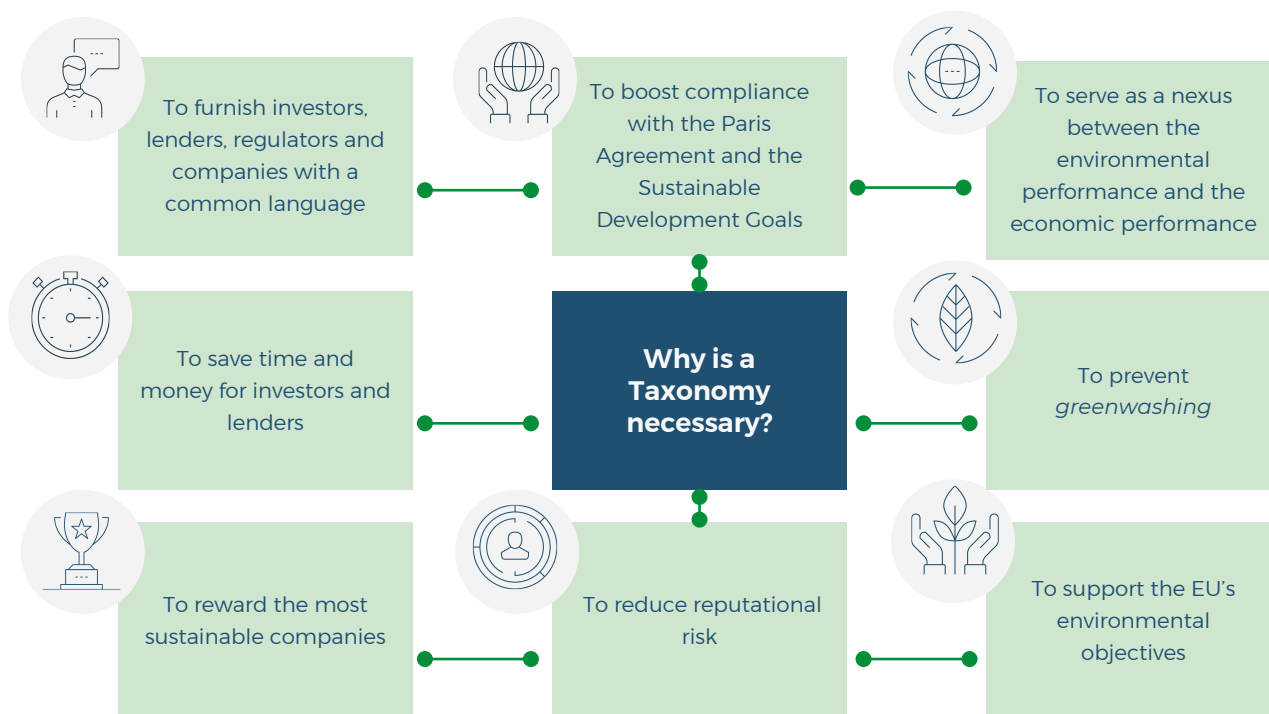 To furnish investors,
lenders, regulators and
companies with a
common language
To boost compliance
with the Paris
Agreement and the
Sustainable
Development Goals
To serve as a nexus
between the
environmental
performance and the
economic performance
To save time and
money for investors and
lenders
Why is a
Taxonomy
necessary?
To prevent
greenwashing
To reward the most
sustainable companies
To reduce reputational
risk
To support the EU’s
environmental
objectives